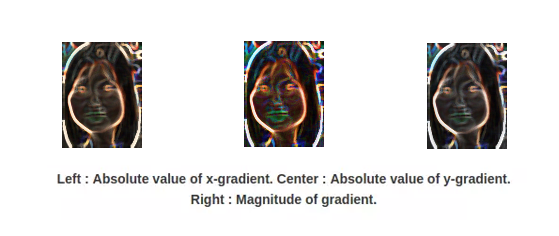 Left : Absolute value of x-gradient. Center : Absolute value of y-gradient.
Right : Magnitude of gradient.